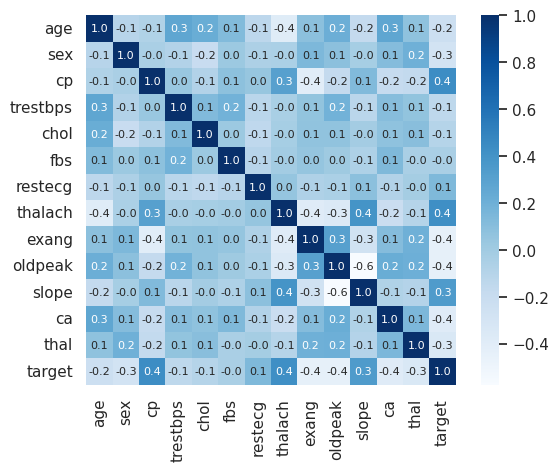 age 1.0 -0.1 -0.1 0.3 0.2 0.1 -0.1 -0.4 0.1 0.2 -0.2 0.3 0.1 -0.2
sex -0.1 1.0 -0.0 -0.1 -0.2 0.0 -0.1 -0.0 0.1 0.1 -0.0 0.1 0.2 -0.3
cp -0.1 -0.0 1.0 0.0 -0.1 0.1 0.0 0.3 -0.4 -0.2 0.1 -0.2 -0.2 0.4
trestbps 0.3 -0.1 0.0 1.0 0.1 0.2 -0.1 -0.0 0.1 0.2 -0.1 0.1 0.1 -0.1
chol 0.2 -0.2 -0.1 0.1 1.0 0.0 -0.1 -0.0 0.1 0.1 -0.0 0.1 0.1 -0.1
fbs 0.1 0.0 0.1 0.2 0.0 1.0 -0.1 -0.0 0.0 0.0 -0.1 0.1 -0.0 -0.0
restecg -0.1 -0.1 0.0 -0.1 -0.1 -0.1 1.0 0.0 -0.1 -0.1 0.1 -0.1 -0.0 0.1
thalach -0.4 -0.0 0.3 -0.0 -0.0 -0.0 0.0 1.0 -0.4 -0.3 0.4 -0.2 -0.1 0.4
exang 0.1 0.1 -0.4 0.1 0.1 0.0 -0.1 -0.4 1.0 0.3 -0.3 0.1 0.2 -0.4
oldpeak 0.2 0.1 -0.2 0.2 0.1 0.0 -0.1 -0.3 0.3 1.0 -0.6 0.2 0.2 -0.4
slope -0.2 -0.0 0.1 -0.1 -0.0 -0.1 0.1 0.4 -0.3 -0.6 1.0 -0.1 -0.1 0.3
ca 0.3 0.1 -0.2 0.1 0.1 0.1 -0.1 -0.2 0.1 0.2 -0.1 1.0 0.1 -0.4
thal 0.1 0.2 -0.2 0.1 0.1 -0.0 -0.0 -0.1 0.2 0.2 -0.1 0.1 1.0 -0.3
target -0.2 -0.3 0.4 -0.1 -0.1 -0.0 0.1 0.4 -0.4 -0.4 0.3 -0.4 -0.3 1.0
age sex cp trestbps chol fbs restecg thalach exang oldpeak slope ca thal target
1.0
0.8
0.6
0.4
0.2
0.0
−0.2
−0.4